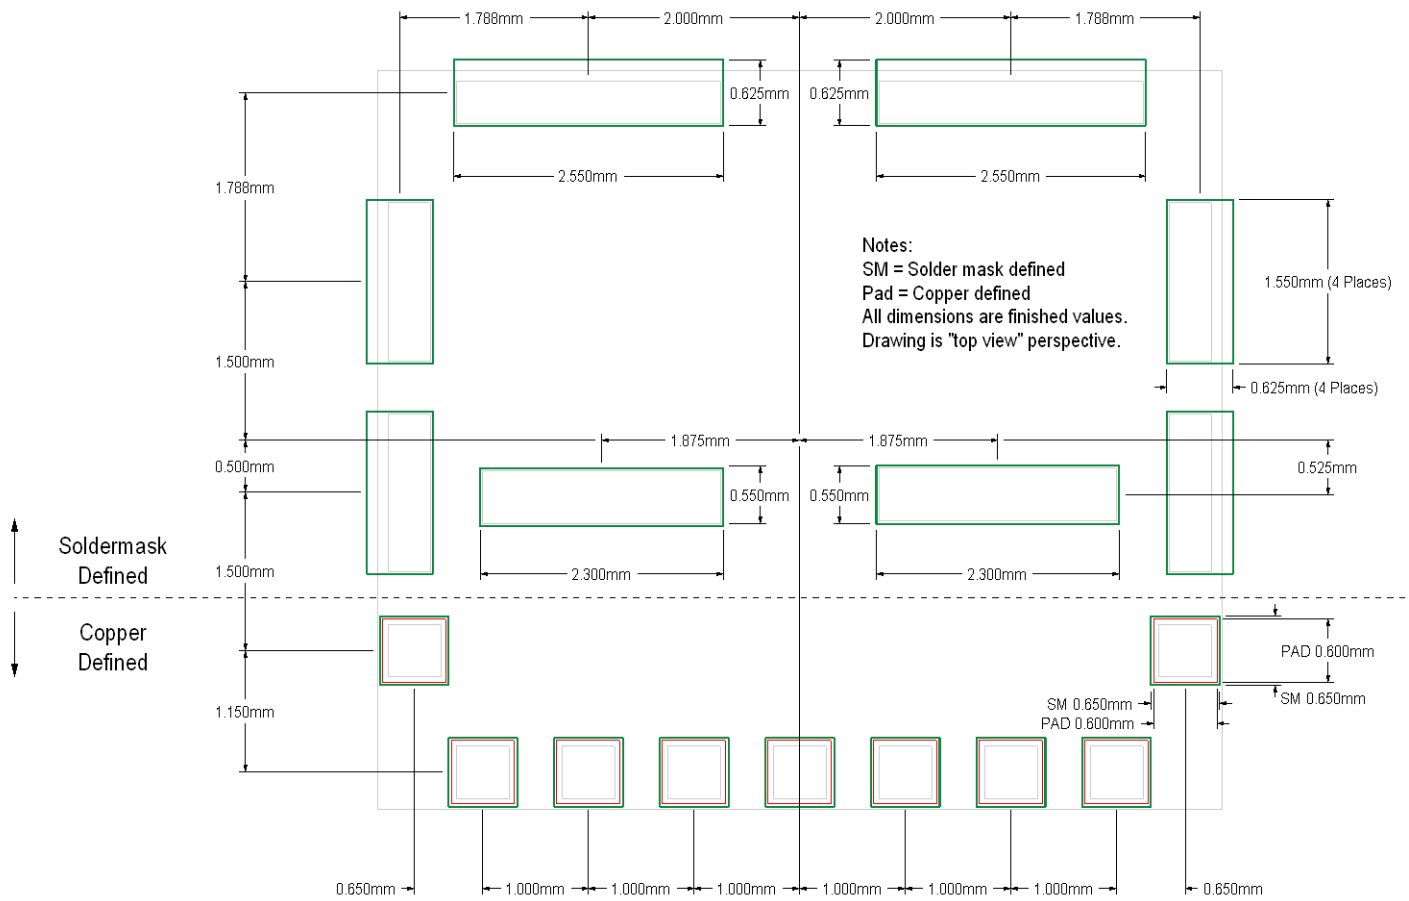 1.788mm 2.000mm 2.000mm 1.788mm
0.625mm 0.625mm
2.550mm 2.550mm
1.788mm
Notes:
SM = Solder mask defined
Pad = Copper defined
All dimensions are finished values.
Drawing is "top view" perspective.
1.550mm (4 Places)
1.500mm
0.625mm (4 Places)
1.875mm 1.875mm
0.500mm
0.525mm
0.550mm 0.550mm
Soldermask
Defined
1.500mm
2.300mm 2.300mm
Copper
Defined
PAD 0.600mm
SM 0.650mm
SM 0.650mm
PAD 0.600mm
1.150mm
0.650mm 1.000mm 1.000mm 1.000mm 1.000mm 1.000mm 1.000mm 0.650mm